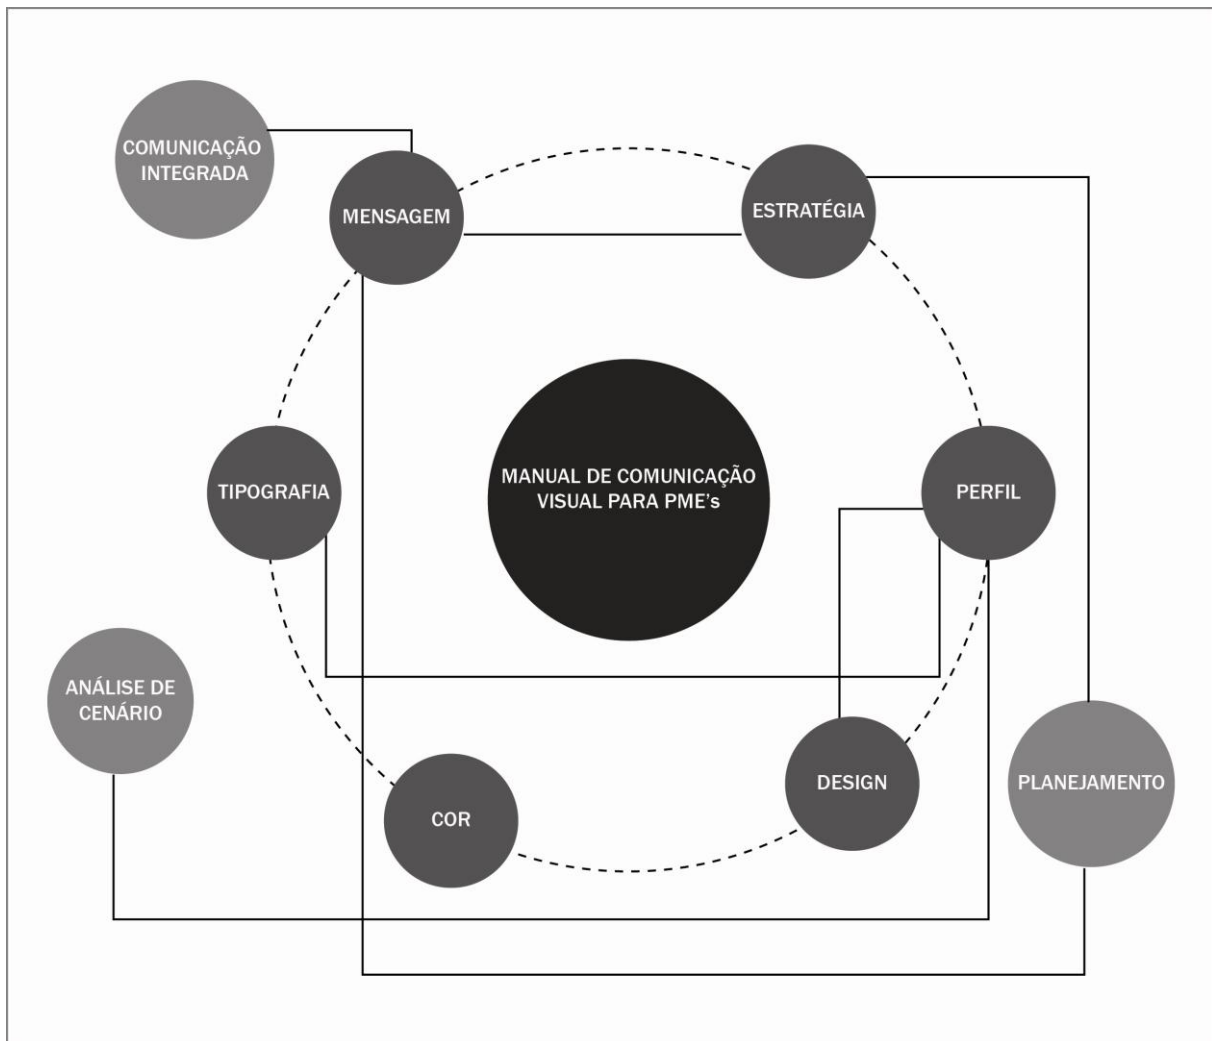 COMUNICAÇÃO
INTEGRADA
MENSAGEM
ESTRATÉGIA
MANUAL DE COMUNICAÇÃO
VISUAL PARA PME's
TIPOGRAFIA
PERFIL
ANÁLISE DE
CENÁRIO
COR
DESIGN
PLANEJAMENTO